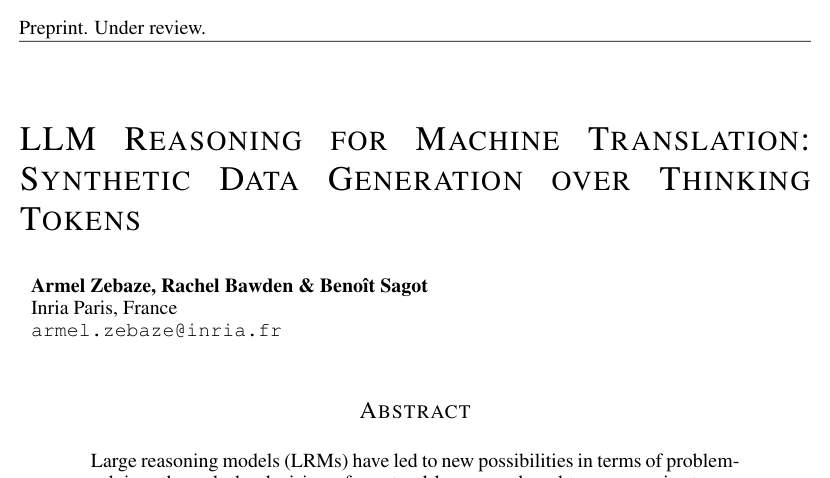 Preprint. Under review.
LLM REASONING FOR MACHINE TRANSLATION:
SYNTHETIC DATA GENERATION OVER THINKING
TOKENS
Armel Zebaze, Rachel Bawden & Benoît Sagot
Inria Paris, France
armel.zebaze@inria.fr
ABSTRACT
Large reasoning models (LRMs) have led to new possibilities in terms of problem-